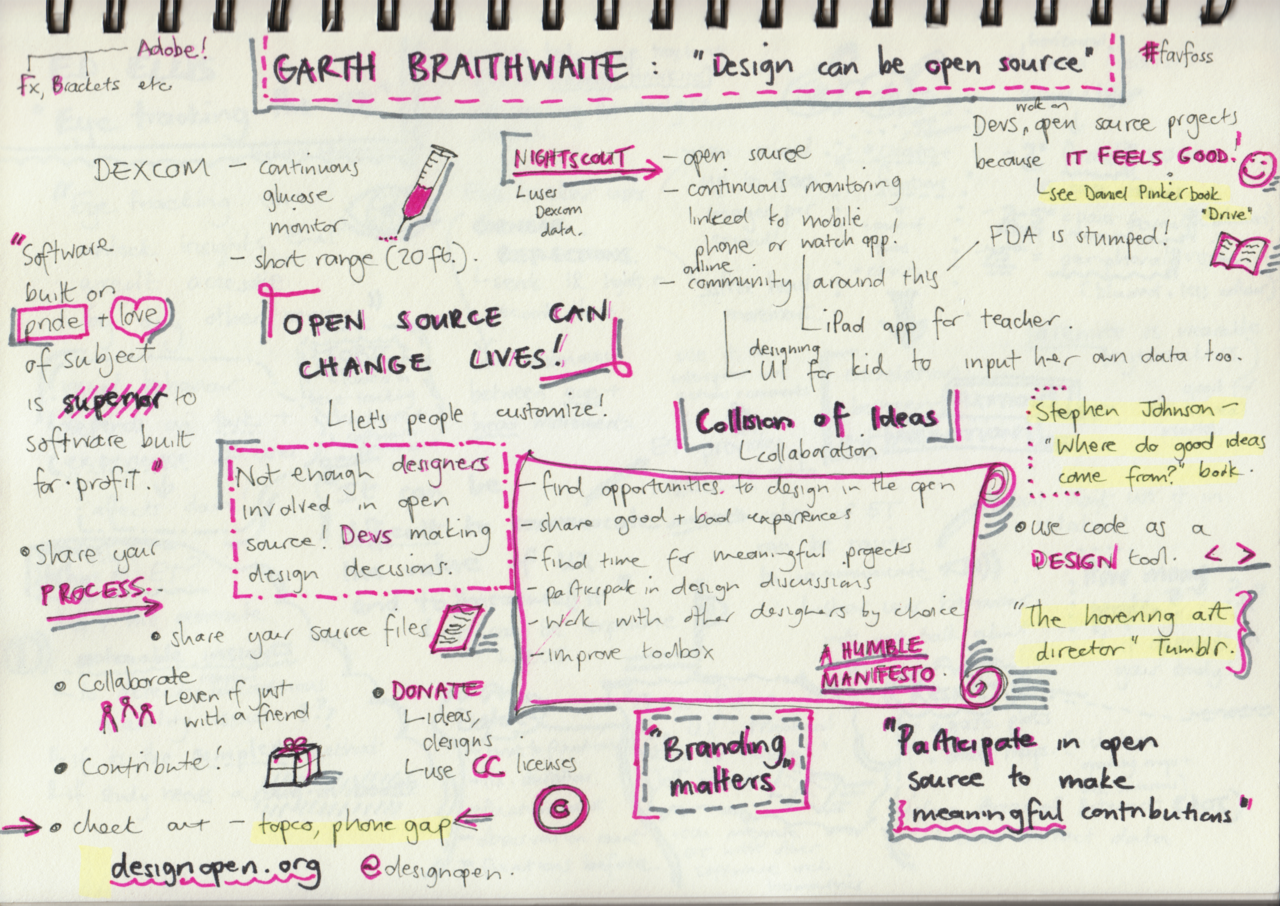 Adobe!
Fx, Brackets etc
GARTH BRAITHWAITE : "Design can be open source"
#favfoss
DEXCOM – continuous
glucose
monitor
– short range (20ft.).
NIGHTSCOUT
uses
Dexcom
data.
– open source
– continuous monitoring
linked to mobile
phone or watch app.
online
– community around this
FDA is stumped!
iPad app for teacher.
designing
UI for kid to input her own data too.
work on
Devs, open source projects
because IT FEELS GOOD!
see Daniel Pinker book
"Drive"
"Software
built on
pride + love
of subject
is superior to
software built
for·profit."
OPEN SOURCE CAN
CHANGE LIVES!
lets people customize!
Not enough designers
involved in open
source! Devs making
design decisions.
Collision of Ideas
collaboration
– find opportunities to design in the open
– share good + bad experiences
– find time for meaningful projects
– participate in design discussions
– work with other designers by choice
– improve toolbox
A HUMBLE
MANIFESTO.
Stephen Johnson –
"Where do good ideas
come from?" book.
• use code as a
DESIGN tool. < >
"The hovering art
director" Tumblr.
• Share your
PROCESS..
• share your source files
• Collaborate
even if just
with a friend
• Contribute!
• DONATE
ideas,
designs
use CC licenses
c
• check out – topco, phone gap
designopen.org @designopen.
"Branding
matters"
"Participate in open
source to make
meaningful contributions"